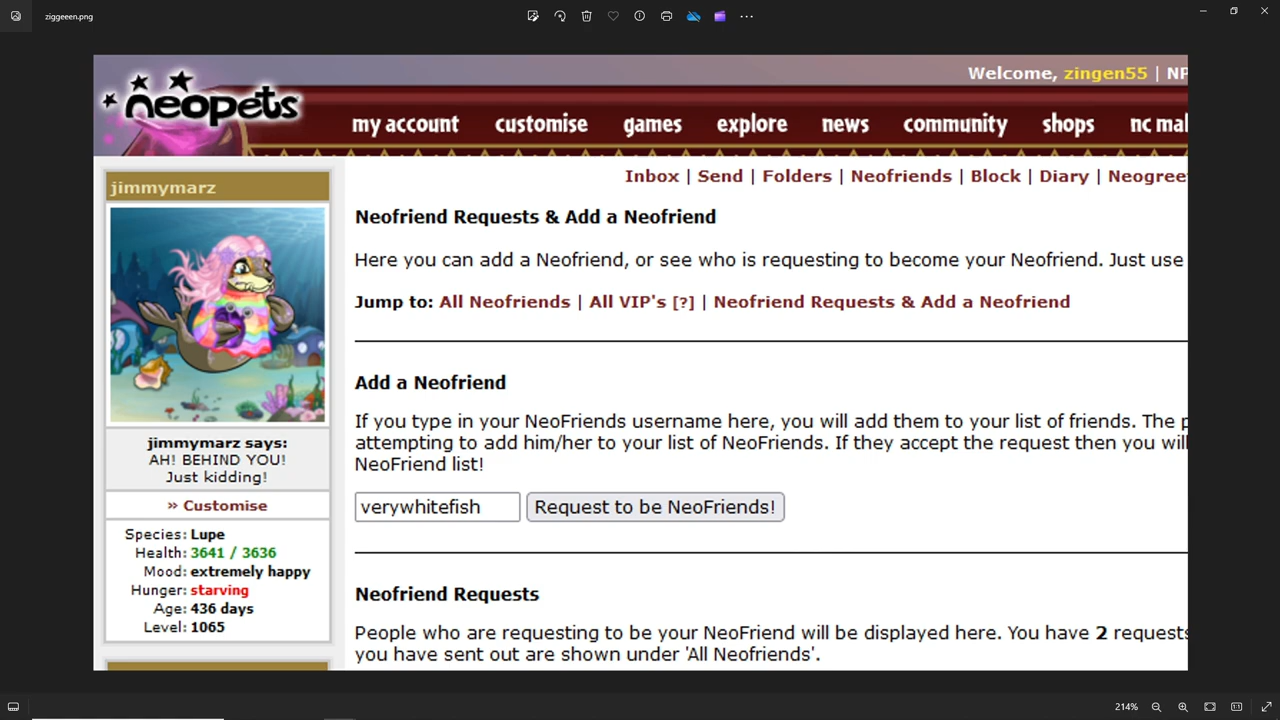 ziggeeen.png
neopets
Welcome, zingen55 | NP
my account customise games explore news community shops nc mal
jimmymarz
Inbox | Send | Folders | Neofriends | Block | Diary | Neogree
Neofriend Requests & Add a Neofriend
Here you can add a Neofriend, or see who is requesting to become your Neofriend. Just use
Jump to: All Neofriends | All VIP's [?] | Neofriend Requests & Add a Neofriend
Add a Neofriend
If you type in your NeoFriends username here, you will add them to your list of friends. The p
attempting to add him/her to your list of NeoFriends. If they accept the request then you will
NeoFriend list!
verywhitefish Request to be NeoFriends!
jimmymarz says:
AH! BEHIND YOU!
Just kidding!
» Customise
Species: Lupe
Health: 3641 / 3636
Mood: extremely happy
Hunger: starving
Age: 436 days
Level: 1065
Neofriend Requests
People who are requesting to be your NeoFriend will be displayed here. You have 2 requests
you have sent out are shown under 'All Neofriends'.
214%